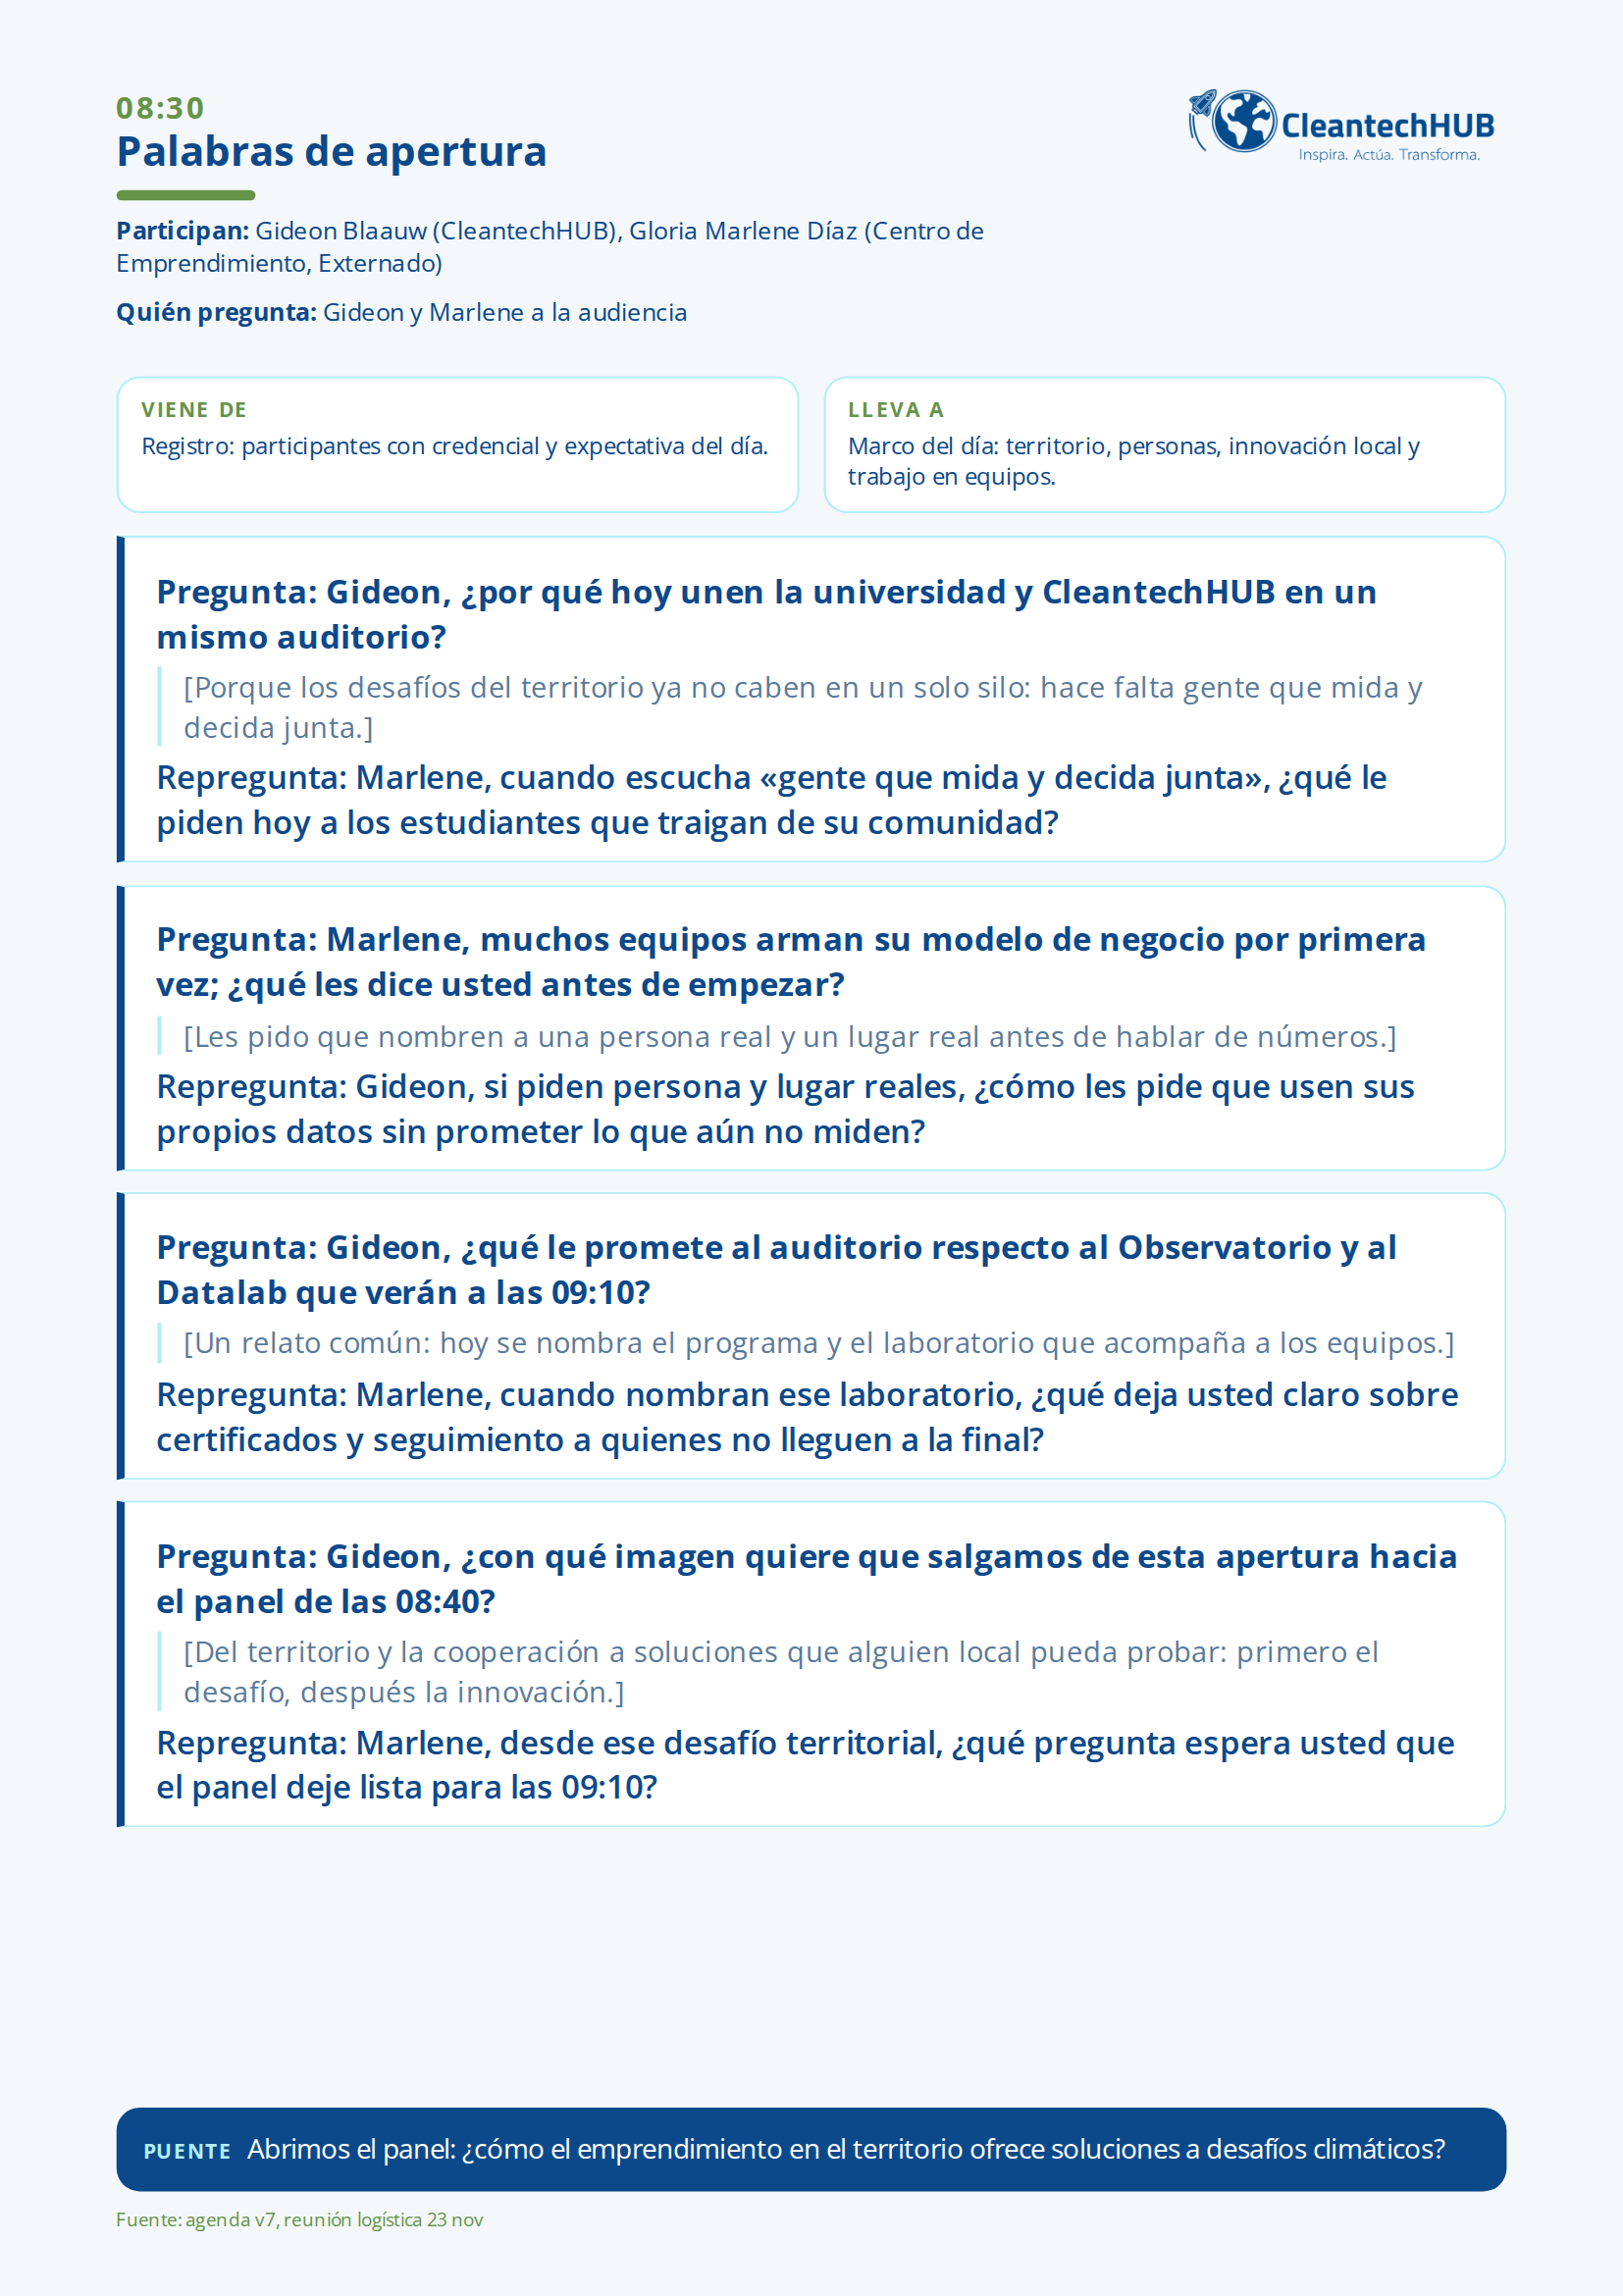 08:30
Palabras de apertura
CleantechHUB
Inspira. Actúa. Transforma.
Participan: Gideon Blaauw (CleantechHUB), Gloria Marlene Díaz (Centro de
Emprendimiento, Externado)
Quién pregunta: Gideon y Marlene a la audiencia
VIENE DE
Registro: participantes con credencial y expectativa del día.
LLEVA A
Marco del día: territorio, personas, innovación local y
trabajo en equipos.
Pregunta: Gideon, ¿por qué hoy unen la universidad y CleantechHUB en un
mismo auditorio?
[Porque los desafíos del territorio ya no caben en un solo silo: hace falta gente que mida y
decida junta.]
Repregunta: Marlene, cuando escucha «gente que mida y decida junta», ¿qué le
piden hoy a los estudiantes que traigan de su comunidad?
Pregunta: Marlene, muchos equipos arman su modelo de negocio por primera
vez; ¿qué les dice usted antes de empezar?
[Les pido que nombren a una persona real y un lugar real antes de hablar de números.]
Repregunta: Gideon, si piden persona y lugar reales, ¿cómo les pide que usen sus
propios datos sin prometer lo que aún no miden?
Pregunta: Gideon, ¿qué le promete al auditorio respecto al Observatorio y al
Datalab que verán a las 09:10?
[Un relato común: hoy se nombra el programa y el laboratorio que acompaña a los equipos.]
Repregunta: Marlene, cuando nombran ese laboratorio, ¿qué deja usted claro sobre
certificados y seguimiento a quienes no lleguen a la final?
Pregunta: Gideon, ¿con qué imagen quiere que salgamos de esta apertura hacia
el panel de las 08:40?
[Del territorio y la cooperación a soluciones que alguien local pueda probar: primero el
desafío, después la innovación.]
Repregunta: Marlene, desde ese desafío territorial, ¿qué pregunta espera usted que
el panel deje lista para las 09:10?
PUENTE Abrimos el panel: ¿cómo el emprendimiento en el territorio ofrece soluciones a desafíos climáticos?
Fuente: agenda v7, reunión logística 23 nov